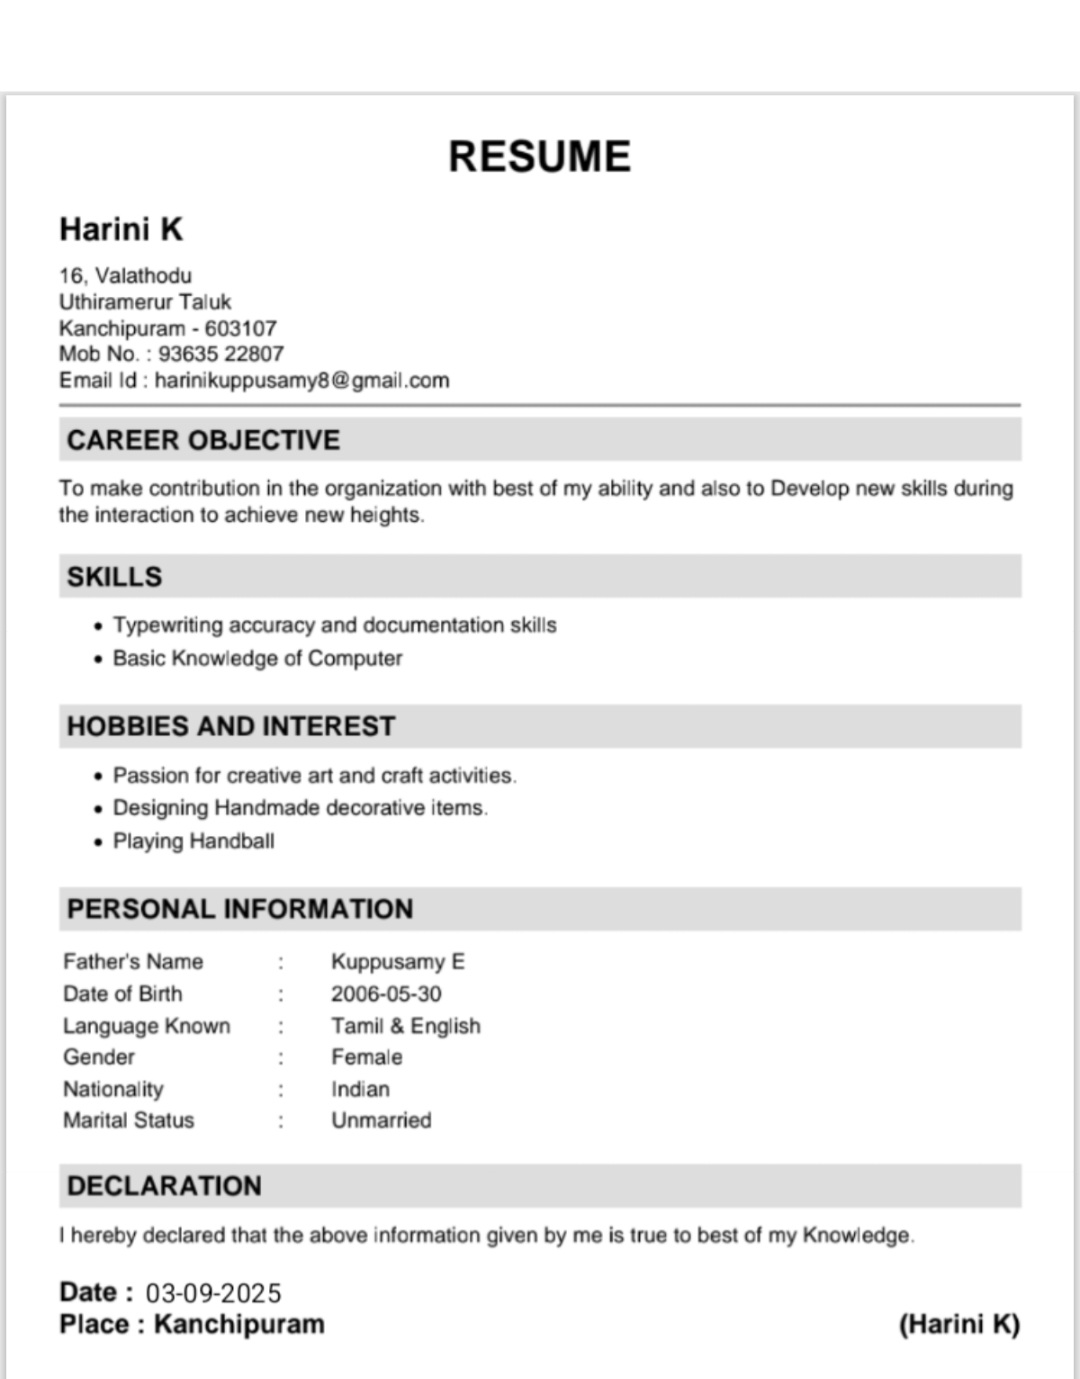 RESUME
Harini K
16, Valathodu
Uthiramerur Taluk
Kanchipuram - 603107
Mob No. : 93635 22807
Email Id : harinikuppusamy8@gmail.com
CAREER OBJECTIVE
To make contribution in the organization with best of my ability and also to Develop new skills during
the interaction to achieve new heights.
SKILLS
• Typewriting accuracy and documentation skills
• Basic Knowledge of Computer
HOBBIES AND INTEREST
• Passion for creative art and craft activities.
• Designing Handmade decorative items.
• Playing Handball
PERSONAL INFORMATION
Father's Name : Kuppusamy E
Date of Birth : 2006-05-30
Language Known : Tamil & English
Gender : Female
Nationality : Indian
Marital Status : Unmarried
DECLARATION
I hereby declared that the above information given by me is true to best of my Knowledge.
Date : 03-09-2025
Place : Kanchipuram (Harini K)